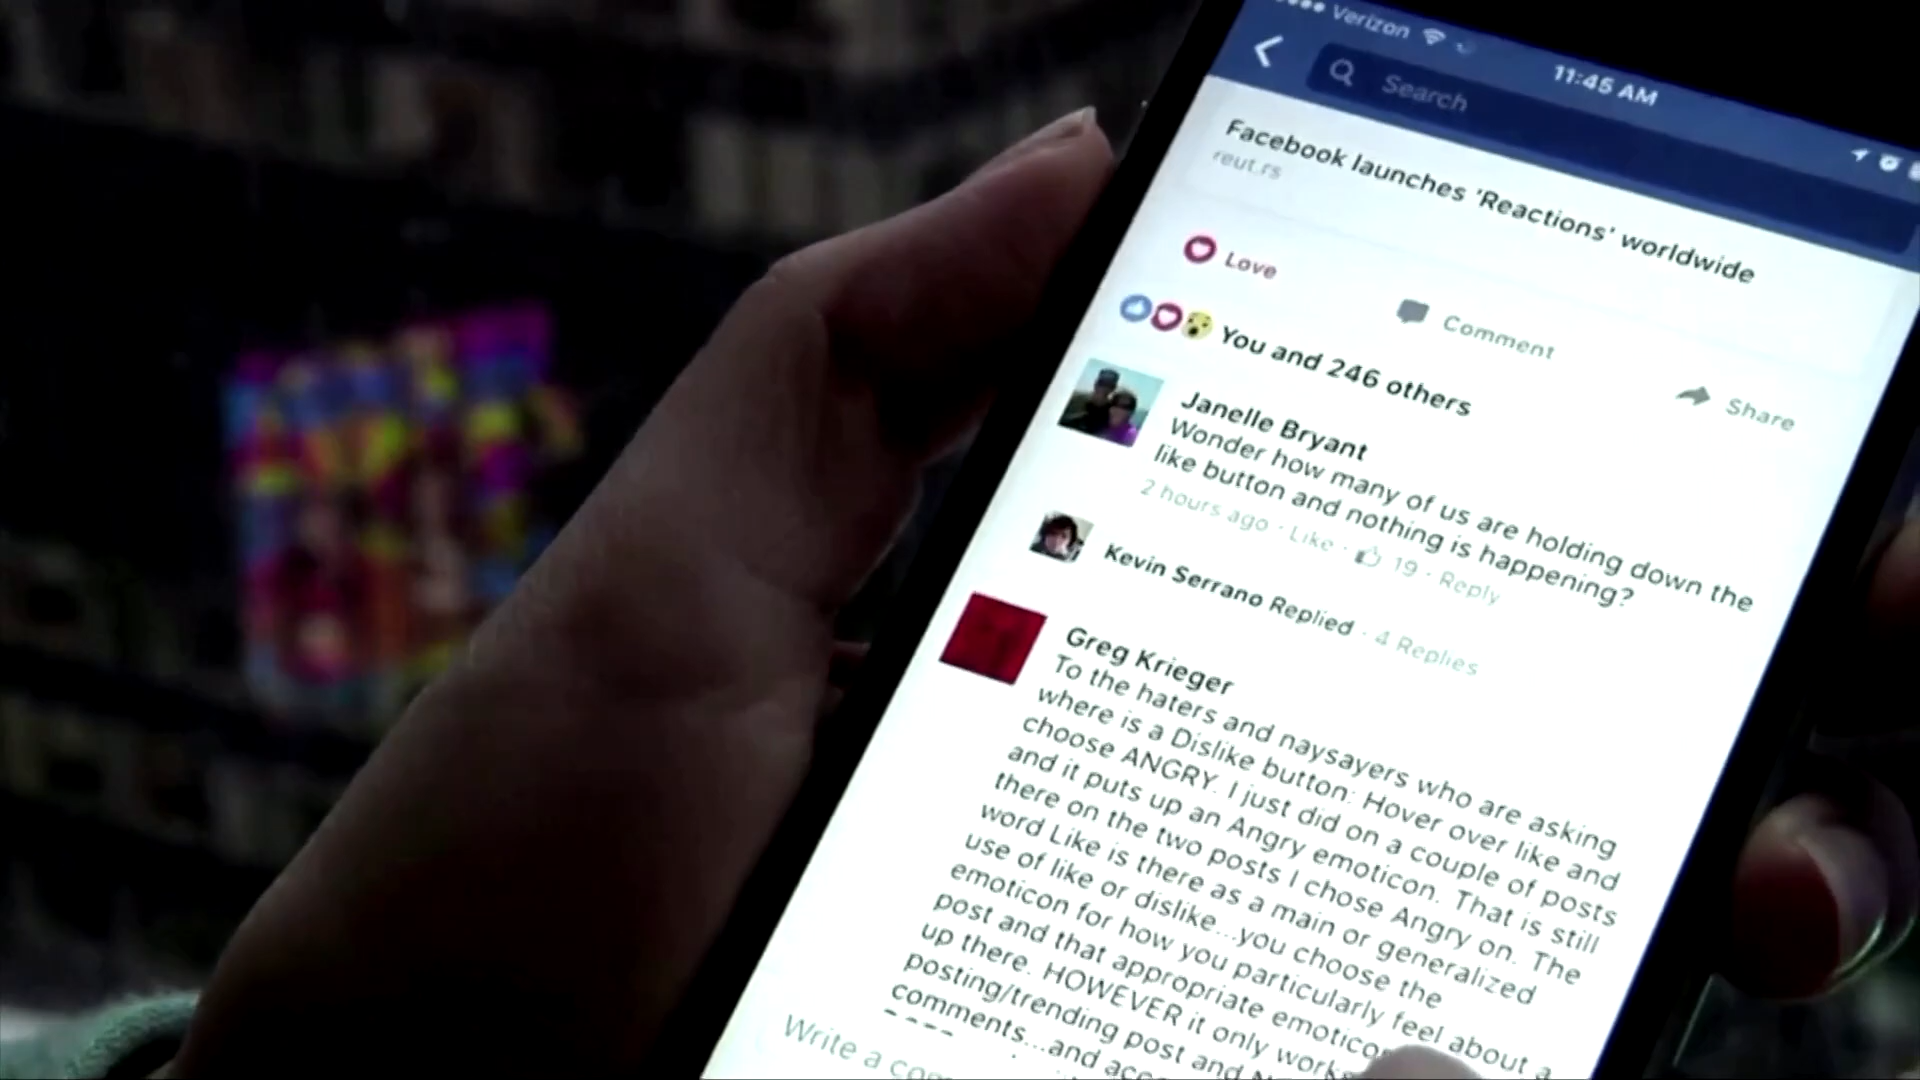 Verizon
11:45 AM
Search
Facebook launches 'Reactions' worldwide
reut.rs
Love
Comment
Share
You and 246 others
Janelle Bryant
Wonder how many of us are holding down the
like button and nothing is happening?
2 hours ago · Like · 19 · Reply
Kevin Serrano Replied · 4 Replies
Greg Krieger
To the haters and naysayers who are asking
where is a Dislike button: Hover over like and
choose ANGRY. I just did on a couple of posts
and it puts up an Angry emoticon. That is still
there on the two posts I chose Angry on. The
word Like is there as a main or generalized
use of like or dislike...you choose the
emoticon for how you particularly feel about a
post and that appropriate
up there. HOWEVER it only
posting/trending post and
comments...and
Write a